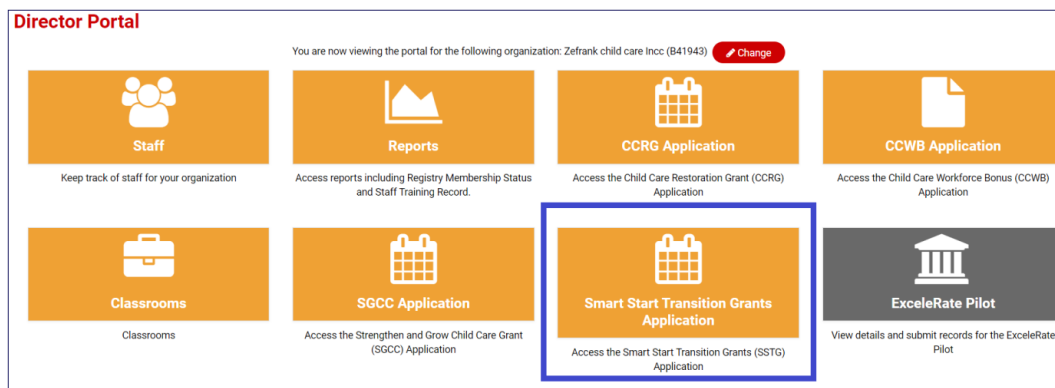 Director Portal
You are now viewing the portal for the following organization: Zefrank child care Incc (B41943) Change
Staff
Keep track of staff for your organization
Reports
Access reports including Registry Membership Status
and Staff Training Record.
CCRG Application
Access the Child Care Restoration Grant (CCRG)
Application
CCWB Application
Access the Child Care Workforce Bonus (CCWB)
Application
Classrooms
Classrooms
SGCC Application
Access the Strengthen and Grow Child Care Grant
(SGCC) Application
Smart Start Transition Grants
Application
Access the Smart Start Transition Grants (SSTG)
Application
ExceleRate Pilot
View details and submit records for the ExceleRate
Pilot